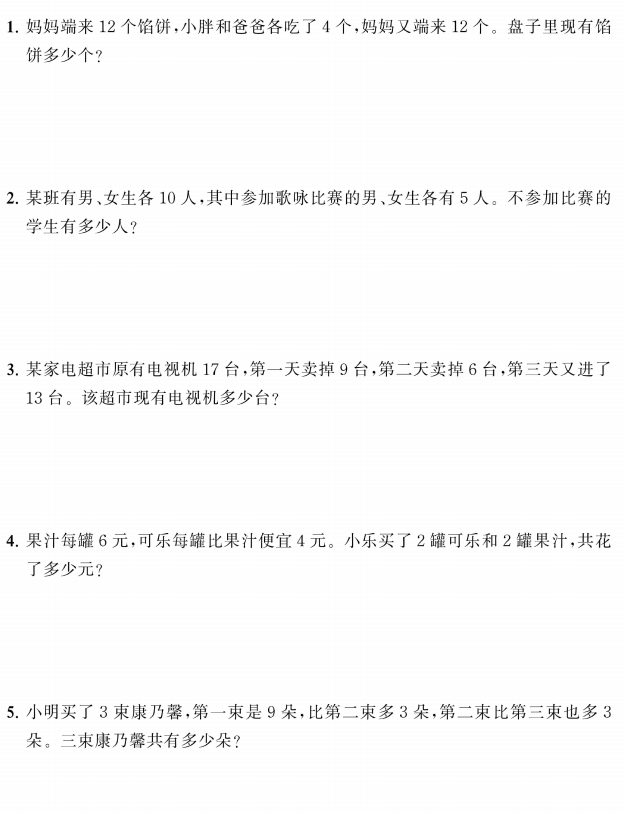 1. 妈妈端来 12 个馅饼,小胖和爸爸各吃了 4 个,妈妈又端来 12 个。盘子里现有馅
饼多少个?
2. 某班有男、女生各 10 人,其中参加歌咏比赛的男、女生各有 5 人。不参加比赛的
学生有多少人?
3. 某家电超市原有电视机 17 台,第一天卖掉 9 台,第二天卖掉 6 台,第三天又进了
13 台。该超市现有电视机多少台?
4. 果汁每罐 6 元,可乐每罐比果汁便宜 4 元。小乐买了 2 罐可乐和 2 罐果汁,共花
了多少元?
5. 小明买了 3 束康乃馨,第一束是 9 朵,比第二束多 3 朵,第二束比第三束也多 3
朵。三束康乃馨共有多少朵?